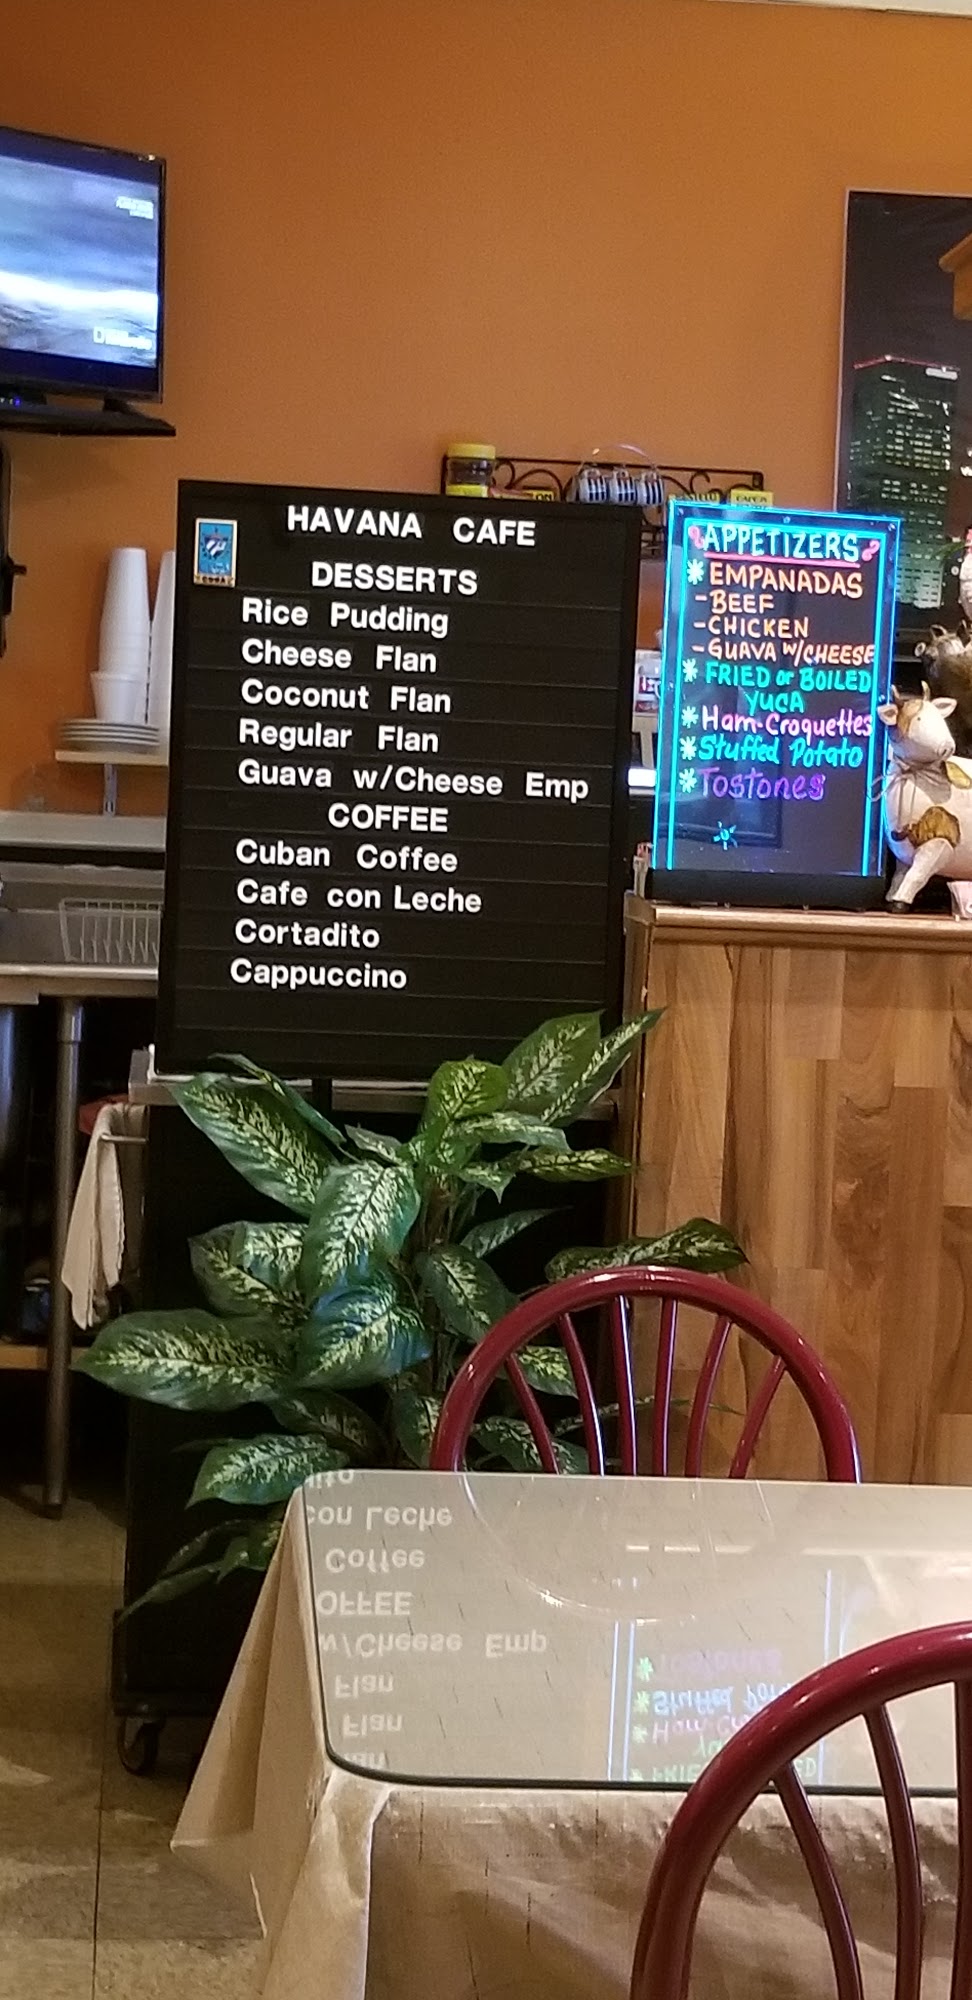 HAVANA CAFE
DESSERTS
Rice Pudding
Cheese Flan
Coconut Flan
Regular Flan
Guava w/Cheese Emp
COFFEE
Cuban Coffee
Cafe con Leche
Cortadito
Cappuccino
APPETIZERS
* EMPANADAS
- BEEF
- CHICKEN
- GUAVA W/CHEESE
* FRIED or BOILED
YUCA
* Ham-Croquettes
* Stuffed Potato
* Tostones